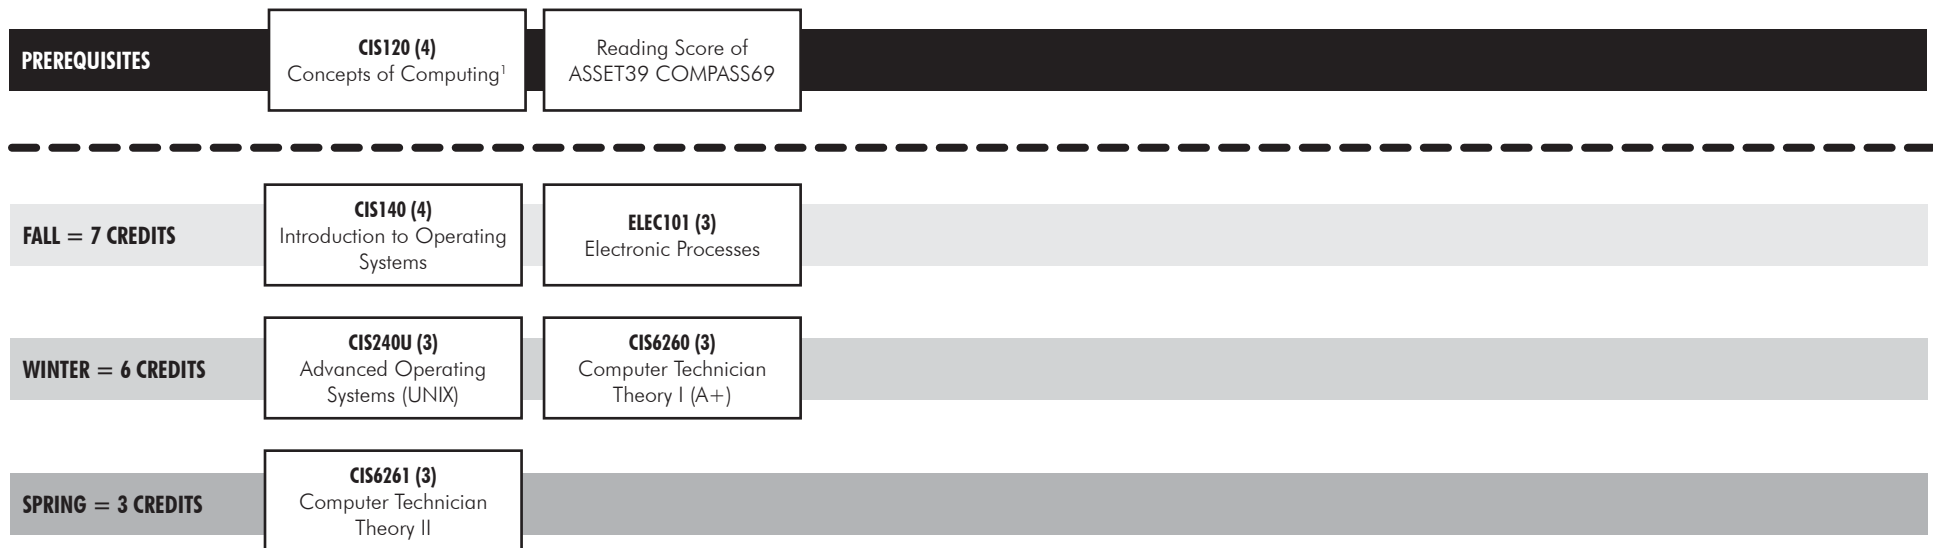 PREREQUISITES
CIS120 (4)
Concepts of Computing¹
Reading Score of
ASSET39 COMPASS69
FALL = 7 CREDITS
CIS140 (4)
Introduction to Operating
Systems
ELEC101 (3)
Electronic Processes
WINTER = 6 CREDITS
CIS240U (3)
Advanced Operating
Systems (UNIX)
CIS6260 (3)
Computer Technician
Theory I (A+)
SPRING = 3 CREDITS
CIS6261 (3)
Computer Technician
Theory II